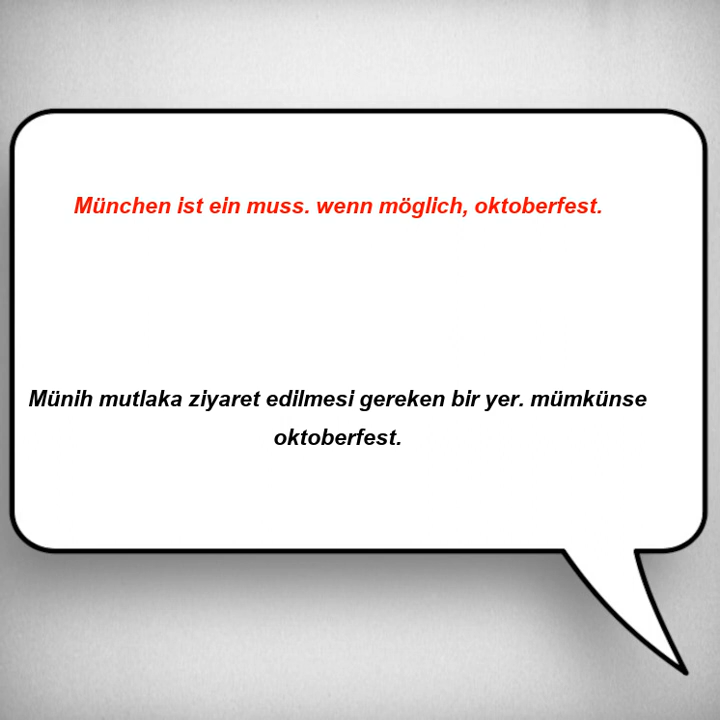 München ist ein muss. wenn möglich, oktoberfest.
Münih mutlaka ziyaret edilmesi gereken bir yer. mümkünse
oktoberfest.